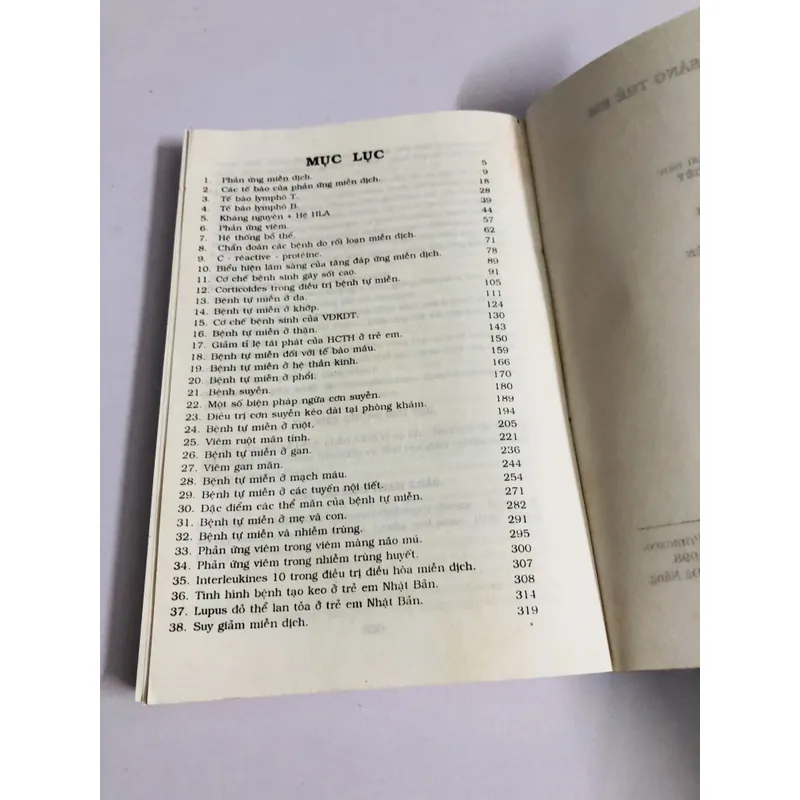 MỤC LỤC
1. Phản ứng miễn dịch. 5
2. Các tế bào của phản ứng miễn dịch. 9
3. Tế bào lymphô T. 18
4. Tế bào lymphô B. 28
5. Kháng nguyên + Hệ HLA 39
6. Phản ứng viêm. 44
7. Hệ thống bổ thể. 57
8. Chẩn đoán các bệnh do rối loạn miễn dịch. 62
9. C - réactive - protéine. 71
10. Biểu hiện lâm sàng của tăng đáp ứng miễn dịch. 78
11. Cơ chế bệnh sinh gây sốt cao. 89
12. Corticoides trong điều trị bệnh tự miễn. 91
13. Bệnh tự miễn ở da. 105
14. Bệnh tự miễn ở khớp. 111
15. Cơ chế bệnh sinh của VĐKDT. 124
16. Bệnh tự miễn ở thận. 130
17. Giảm tỉ lệ tái phát của HCTH ở trẻ em. 143
18. Bệnh tự miễn đối với tế bào máu. 150
19. Bệnh tự miễn ở hệ thần kinh. 159
20. Bệnh tự miễn ở phổi. 166
21. Bệnh suyễn. 170
22. Một số biện pháp ngừa cơn suyễn. 180
23. Điều trị cơn suyễn kéo dài tại phòng khám. 189
24. Bệnh tự miễn ở ruột. 194
25. Viêm ruột mãn tính. 205
26. Bệnh tự miễn ở gan. 221
27. Viêm gan mãn. 236
28. Bệnh tự miễn ở mạch máu. 244
29. Bệnh tự miễn ở các tuyến nội tiết. 254
30. Đặc điểm các thể mãn của bệnh tự miễn. 271
31. Bệnh tự miễn ở mẹ và con. 282
32. Bệnh tự miễn và nhiễm trùng. 291
33. Phản ứng viêm trong viêm màng não mủ. 295
34. Phản ứng viêm trong nhiễm trùng huyết. 300
35. Interleukines 10 trong điều trị điều hòa miễn dịch. 307
36. Tình hình bệnh tạo keo ở trẻ em Nhật Bản. 308
37. Lupus đỏ thể lan tỏa ở trẻ em Nhật Bản. 314
38. Suy giảm miễn dịch. 319